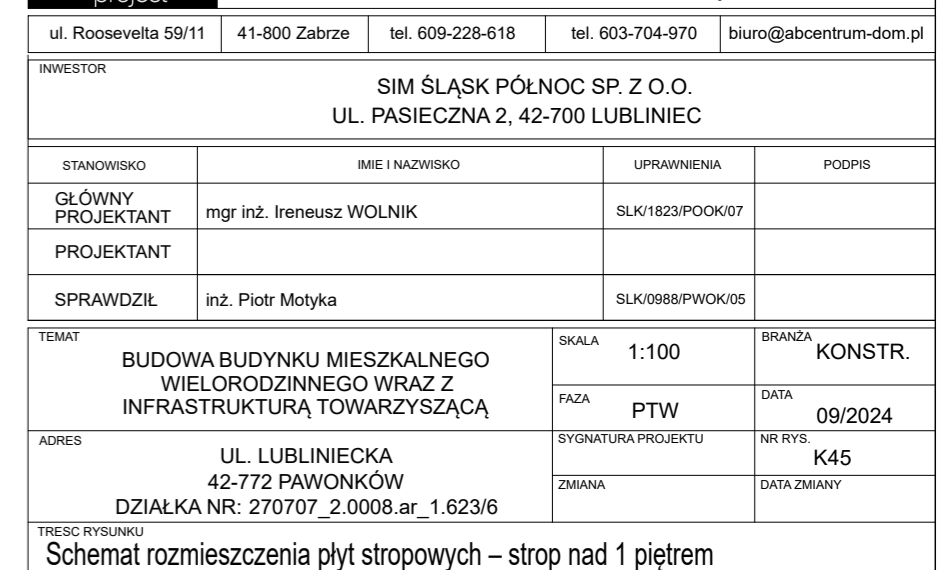 project
ul. Roosevelta 59/11 41-800 Zabrze tel. 609-228-618 tel. 603-704-970 biuro@abcentrum-dom.pl
INWESTOR
SIM ŚLĄSK PÓŁNOC SP. Z O.O.
UL. PASIECZNA 2, 42-700 LUBLINIEC
STANOWISKO IMIE I NAZWISKO UPRAWNIENIA PODPIS
GŁÓWNY
PROJEKTANT mgr inż. Ireneusz WOLNIK SLK/1823/POOK/07
PROJEKTANT
SPRAWDZIŁ inż. Piotr Motyka SLK/0988/PWOK/05
TEMAT
BUDOWA BUDYNKU MIESZKALNEGO
WIELORODZINNEGO WRAZ Z
INFRASTRUKTURĄ TOWARZYSZĄCĄ
SKALA
1:100
BRANŻA
KONSTR.
FAZA
PTW
DATA
09/2024
ADRES
UL. LUBLINIECKA
42-772 PAWONKÓW
DZIAŁKA NR: 270707_2.0008.ar_1.623/6
SYGNATURA PROJEKTU
NR RYS.
K45
ZMIANA
DATA ZMIANY
TRESC RYSUNKU
Schemat rozmieszczenia płyt stropowych – strop nad 1 piętrem